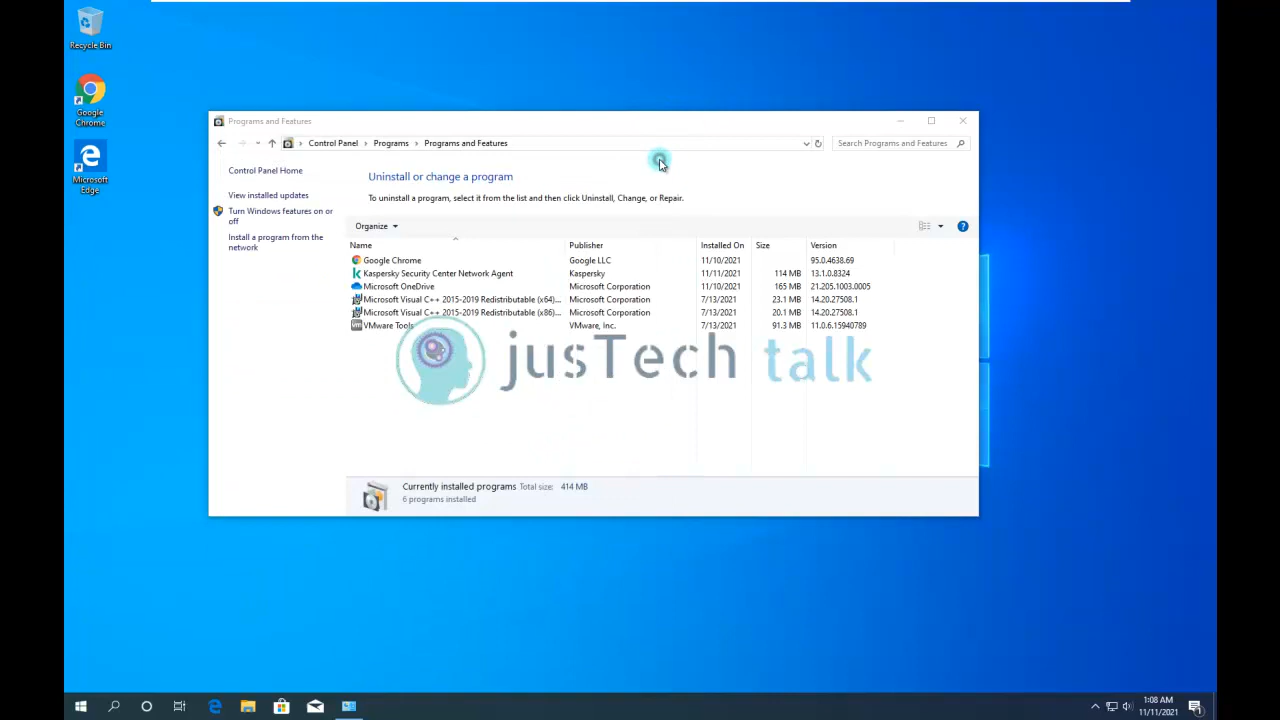 Recycle Bin
Google
Chrome
Microsoft
Edge
Programs and Features
Control Panel > Programs > Programs and Features
Search Programs and Features
Control Panel Home
View installed updates
Turn Windows features on or
off
Install a program from the
network
Uninstall or change a program
To uninstall a program, select it from the list and then click Uninstall, Change, or Repair.
Organize
Name Publisher Installed On Size Version
Google Chrome Google LLC 11/10/2021 95.0.4638.69
Kaspersky Security Center Network Agent Kaspersky 11/11/2021 114 MB 13.1.0.8324
Microsoft OneDrive Microsoft Corporation 11/10/2021 165 MB 21.205.1003.0005
Microsoft Visual C++ 2015-2019 Redistributable (x64)... Microsoft Corporation 7/13/2021 23.1 MB 14.20.27508.1
Microsoft Visual C++ 2015-2019 Redistributable (x86)... Microsoft Corporation 7/13/2021 20.1 MB 14.20.27508.1
VMware Tools VMware, Inc. 7/13/2021 91.3 MB 11.0.6.15940789
jusTech talk
Currently installed programs Total size: 414 MB
6 programs installed
1:08 AM
11/11/2021